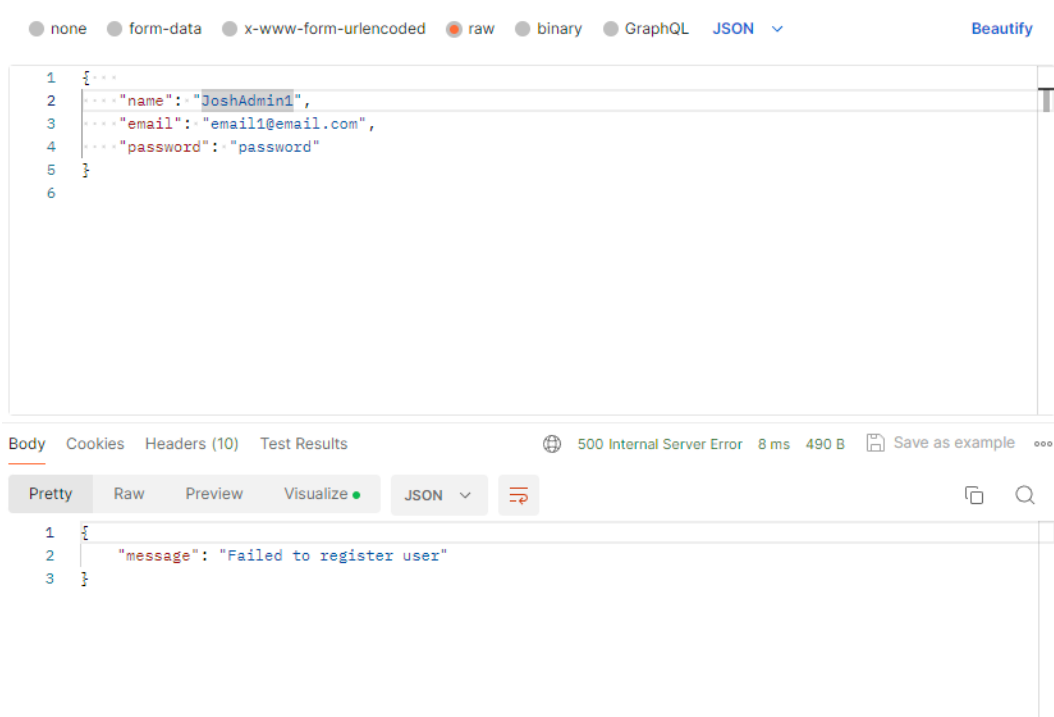 none form-data x-www-form-urlencoded raw binary GraphQL JSON Beautify
1 {
2 "name": "JoshAdmin1",
3 "email": "email1@email.com",
4 "password": "password"
5 }
6
Body Cookies Headers (10) Test Results 500 Internal Server Error 8 ms 490 B Save as example
Pretty Raw Preview Visualize JSON
1 {
2 "message": "Failed to register user"
3 }